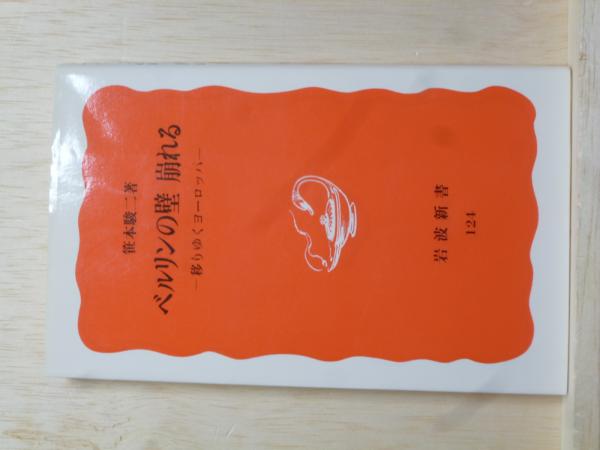 笹本駿二著
ベルリンの壁 崩れる
—移りゆくヨーロッパ—
岩波新書
124